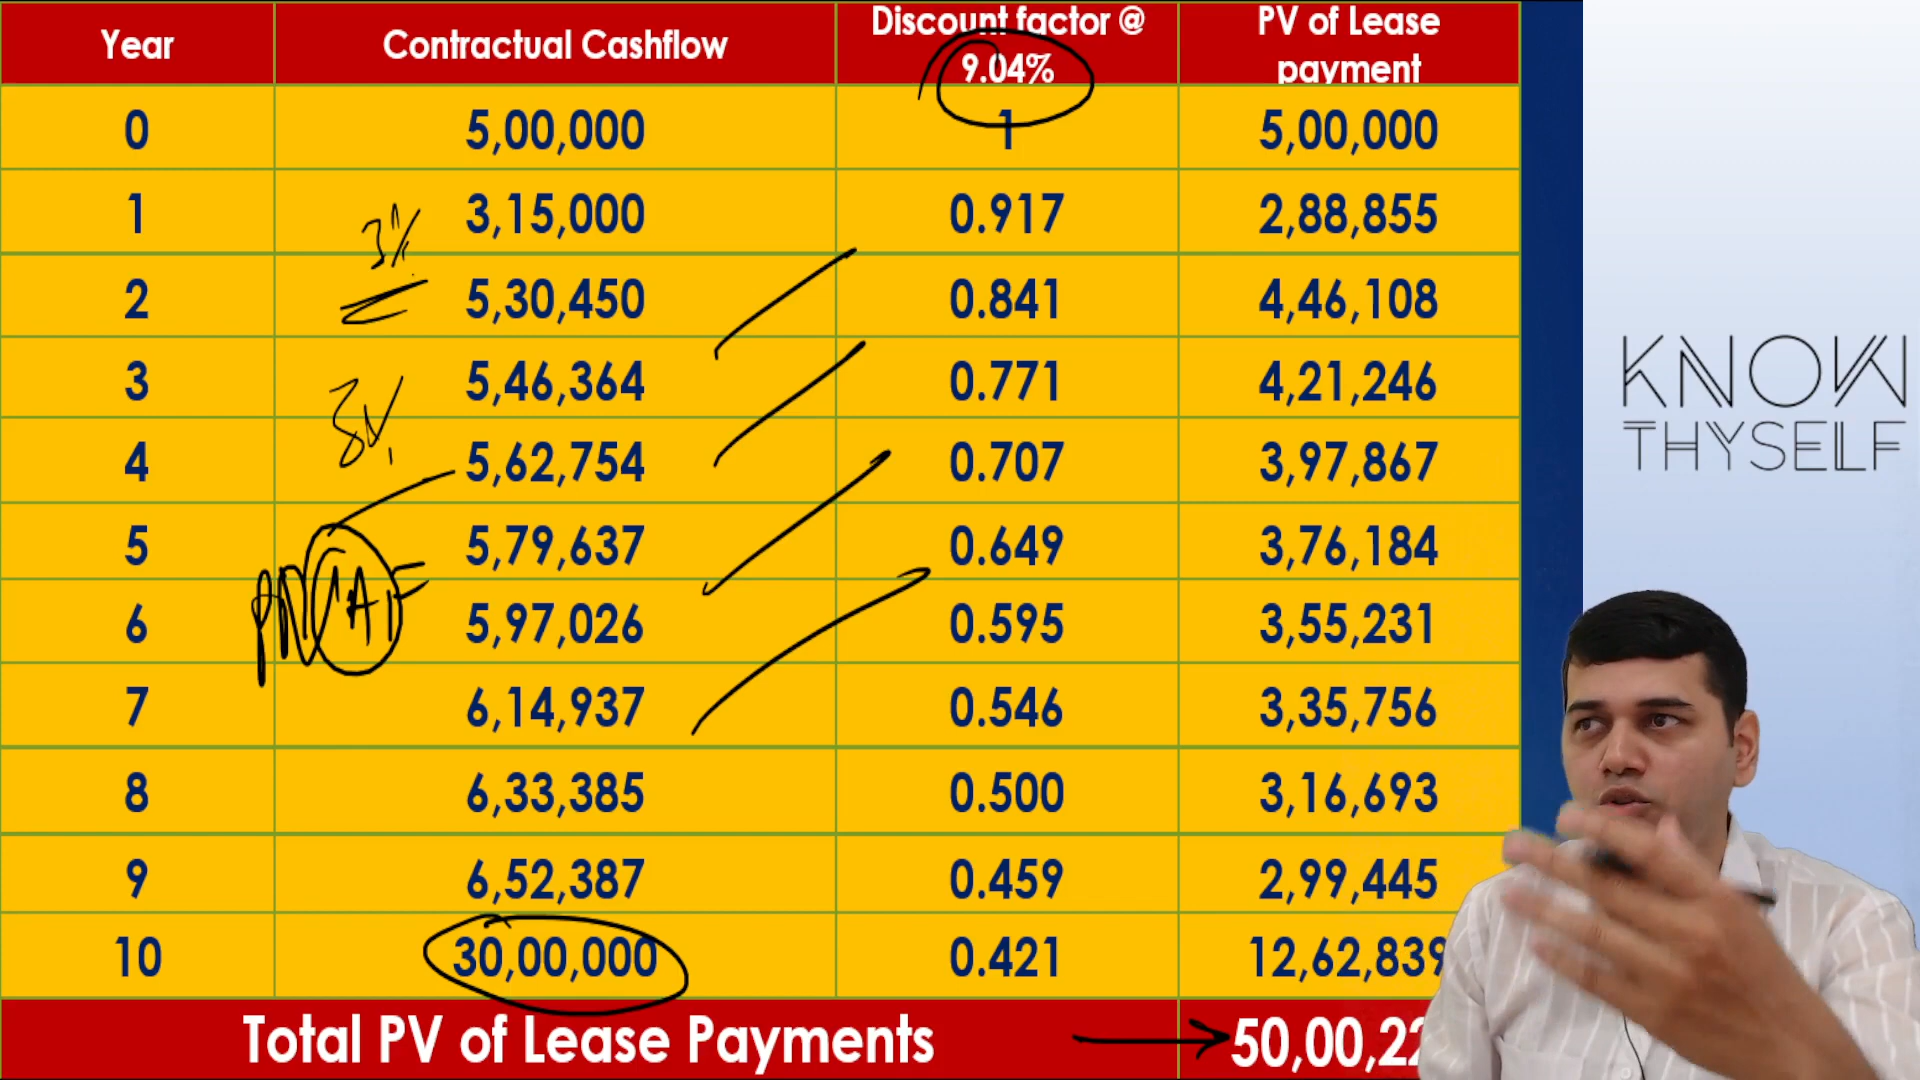 Year Contractual Cashflow Discount factor @ 9.04% PV of Lease payment
0 5,00,000 1 5,00,000
1 3,15,000 0.917 2,88,855
3%
2 5,30,450 0.841 4,46,108
3 5,46,364 0.771 4,21,246
4 5,62,754 0.707 3,97,867
5 5,79,637 0.649 3,76,184
6 5,97,026 0.595 3,55,231
7 6,14,937 0.546 3,35,756
8 6,33,385 0.500 3,16,693
9 6,52,387 0.459 2,99,445
10 30,00,000 0.421 12,62,839
Total PV of Lease Payments 50,00,22
KNOW
THYSELF